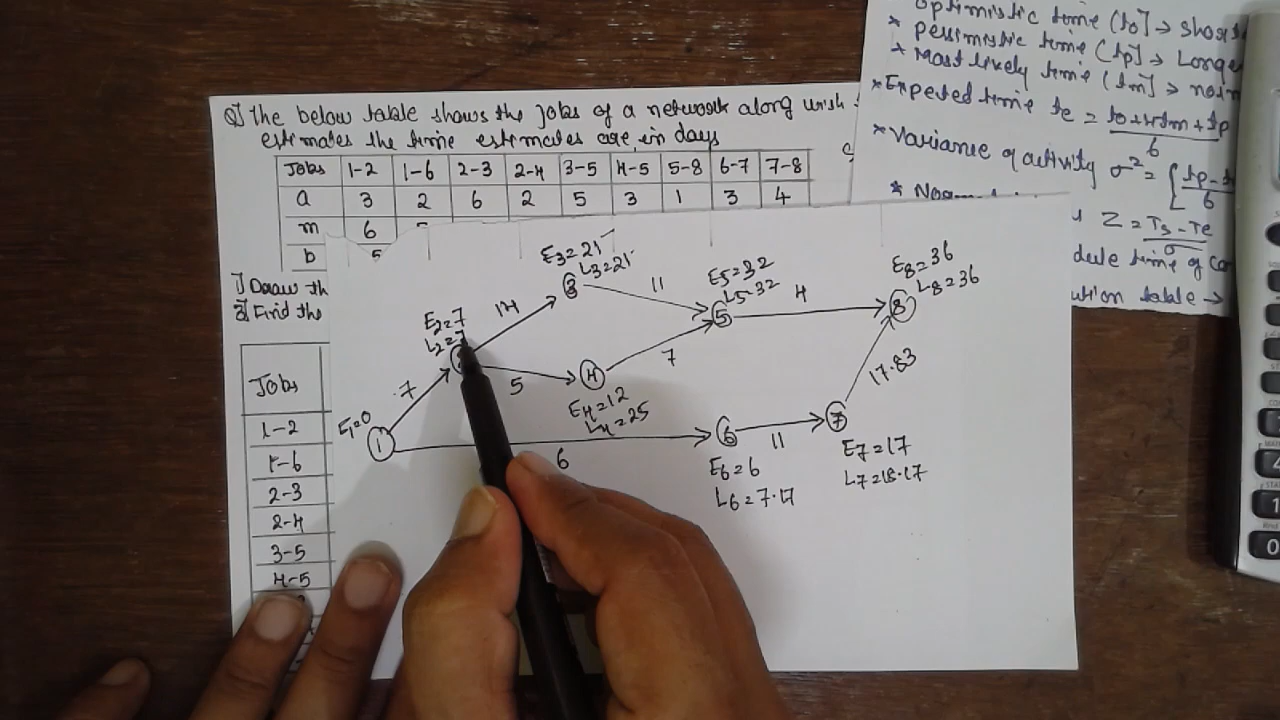 Q] The below table shows the jobs of a network along with
estimates the time estimates are in days
Jobs 1-2 1-6 2-3 2-4 3-5 4-5 5-8 6-7 7-8
a 3 2 6 2 5 3 1 3 4
m 6
b
1] Draw th
2] Find the
Jobs
1-2
1-6
2-3
2-4
3-5
4-5
optimistic time (to] → short
* pessimistic time (tp] → Longe
* Most likely time (tm] → nor
* Expected time te = to+4tm+tp
6
* Variance of activity σ² = [tp-t
6
Z = Ts - Te
σ
dule time of co
ution table →
E3=21
L3=21
E2=7
L2=7
E1=0
1
7
14
3
11
E5=32
L5-32
5
4
E8=36
L8=36
8
5
4
E4=12
L4=25
7
6
6
E6=6
L6=7.17
11
7
E7=17
L7=18.17
17.83